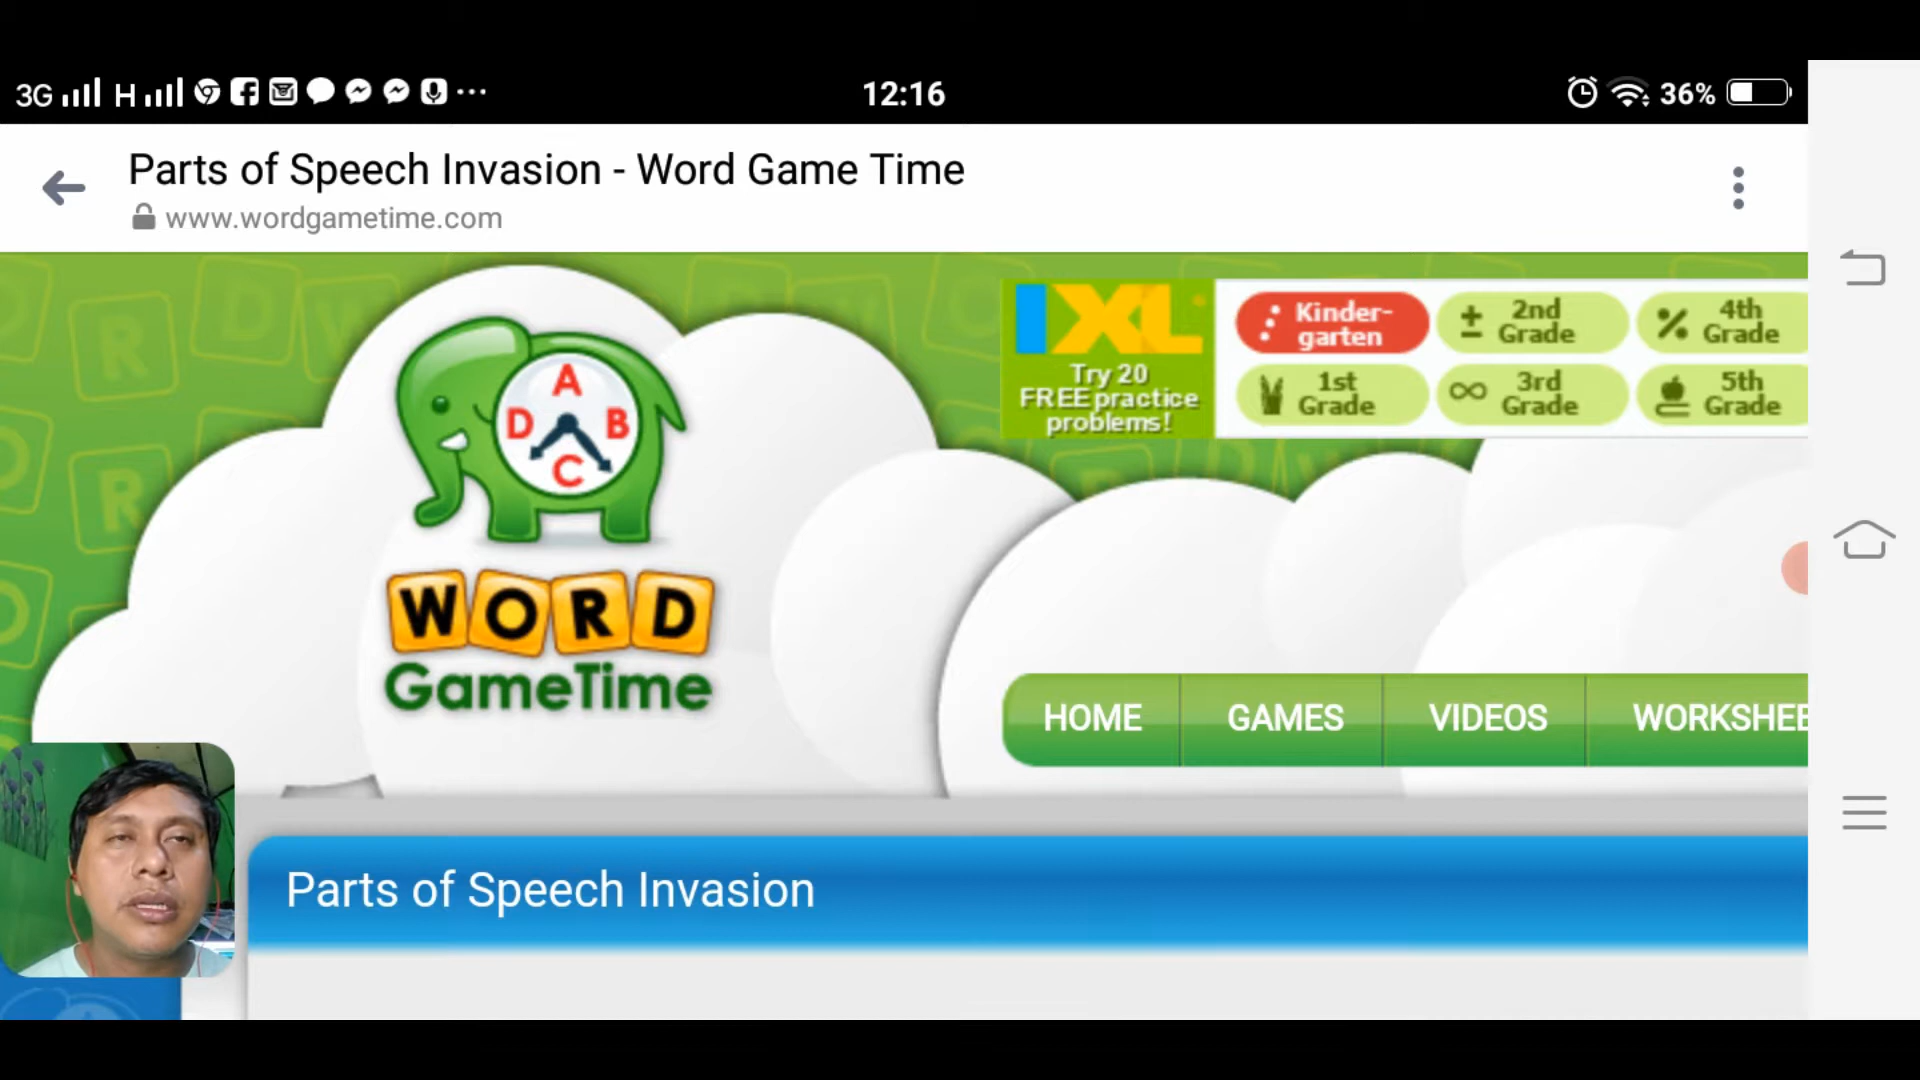 3G H 12:16 36%
Parts of Speech Invasion - Word Game Time
www.wordgametime.com
IXL
Try 20
FREE practice
problems!
Kinder-
garten
2nd
Grade
4th
Grade
1st
Grade
3rd
Grade
5th
Grade
A
D B
C
WORD
GameTime
HOME GAMES VIDEOS WORKSHEE
Parts of Speech Invasion